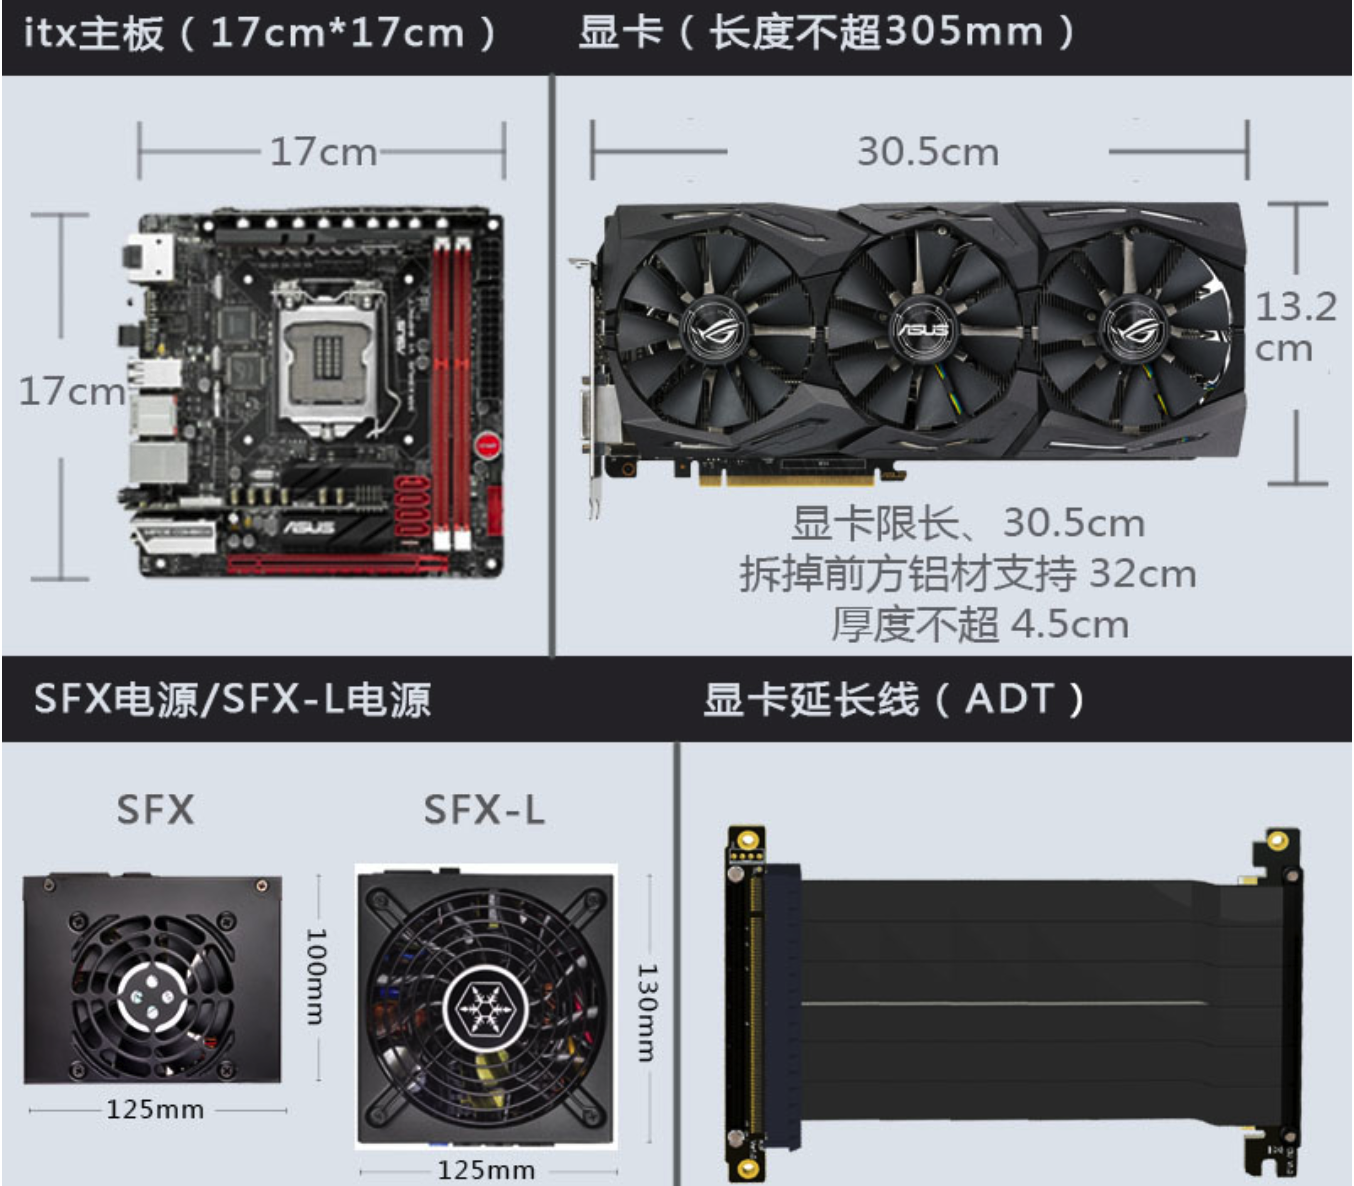 itx主板（17cm*17cm）
显卡（长度不超305mm）
17cm
17cm
ASUS
30.5cm
13.2
cm
ASUS
显卡限长、30.5cm
拆掉前方铝材支持 32cm
厚度不超 4.5cm
SFX电源/SFX-L电源
显卡延长线（ADT）
SFX
100mm
125mm
SFX-L
130mm
125mm